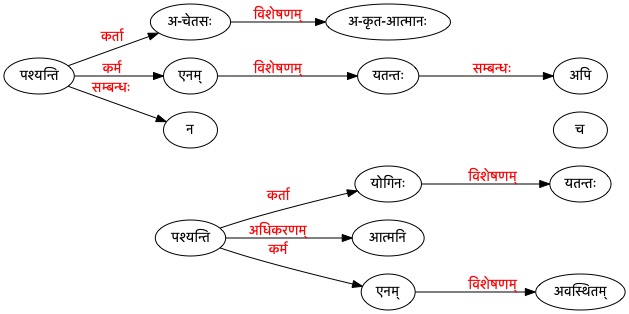 अ-चेतसः
विशेषणम्
अ-कृत-आत्मानः
कर्ता
पश्यन्ति
कर्म
एनम्
विशेषणम्
यतन्तः
सम्बन्धः
अपि
सम्बन्धः
न
च
योगिनः
विशेषणम्
यतन्तः
कर्ता
पश्यन्ति
अधिकरणम्
आत्मनि
कर्म
एनम्
विशेषणम्
अवस्थितम्